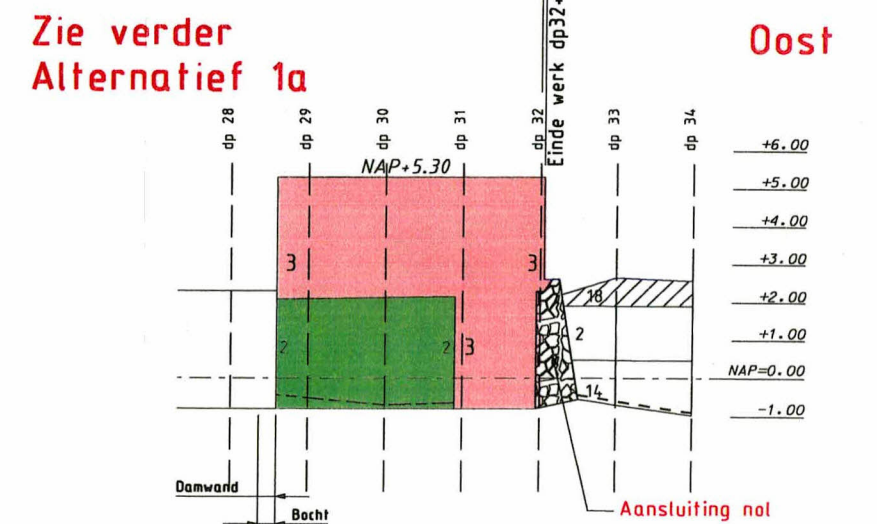 Zie verder
Alternatief 1a
Oost
Einde werk dp32+
dp 28
dp 29
dp 30
dp 31
dp 32
dp 33
dp 34
NAP+5.30
+6.00
+5.00
+4.00
+3.00
+2.00
+1.00
NAP=0.00
-1.00
3
3
18
2
2
2
3
14
Damwand
Bocht
Aansluiting nol